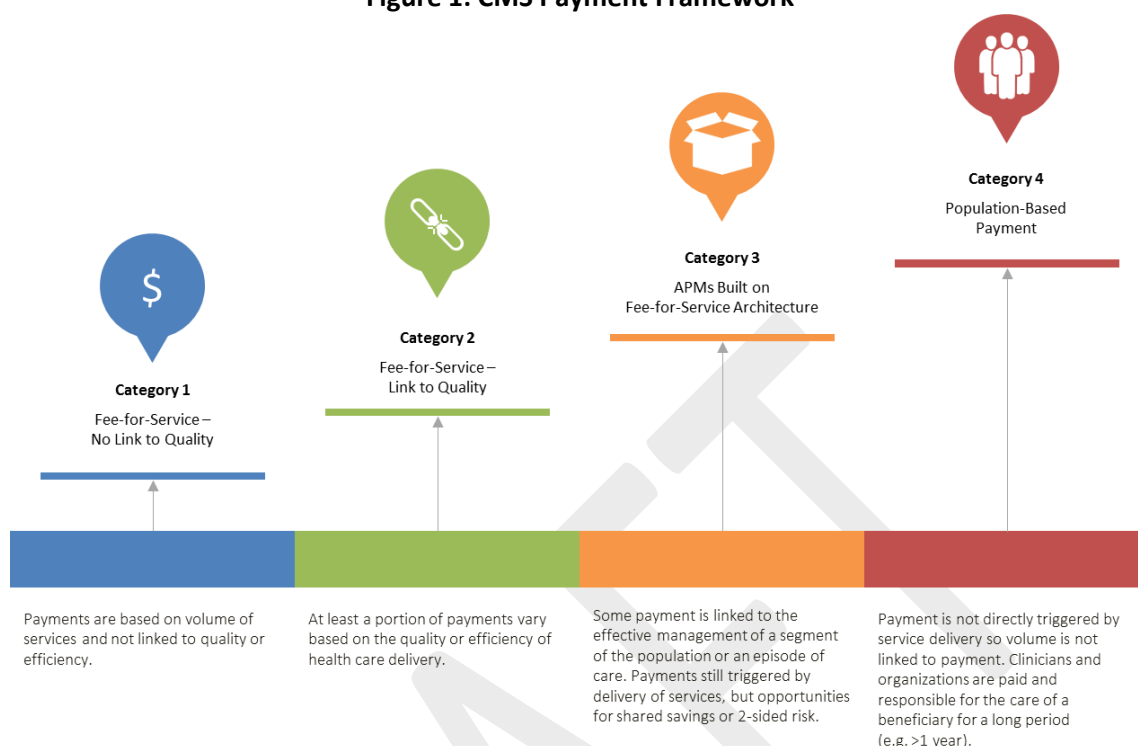 Figure 1: CMS Payment Framework
$
Category 1
Fee-for-Service –
No Link to Quality
Category 2
Fee-for-Service –
Link to Quality
Category 3
APMs Built on
Fee-for-Service Architecture
Category 4
Population-Based
Payment
Payments are based on volume of
services and not linked to quality or
efficiency.
At least a portion of payments vary
based on the quality or efficiency of
health care delivery.
Some payment is linked to the
effective management of a segment
of the population or an episode of
care. Payments still triggered by
delivery of services, but opportunities
for shared savings or 2-sided risk.
Payment is not directly triggered by
service delivery so volume is not
linked to payment. Clinicians and
organizations are paid and
responsible for the care of a
beneficiary for a long period
(e.g. >1 year).